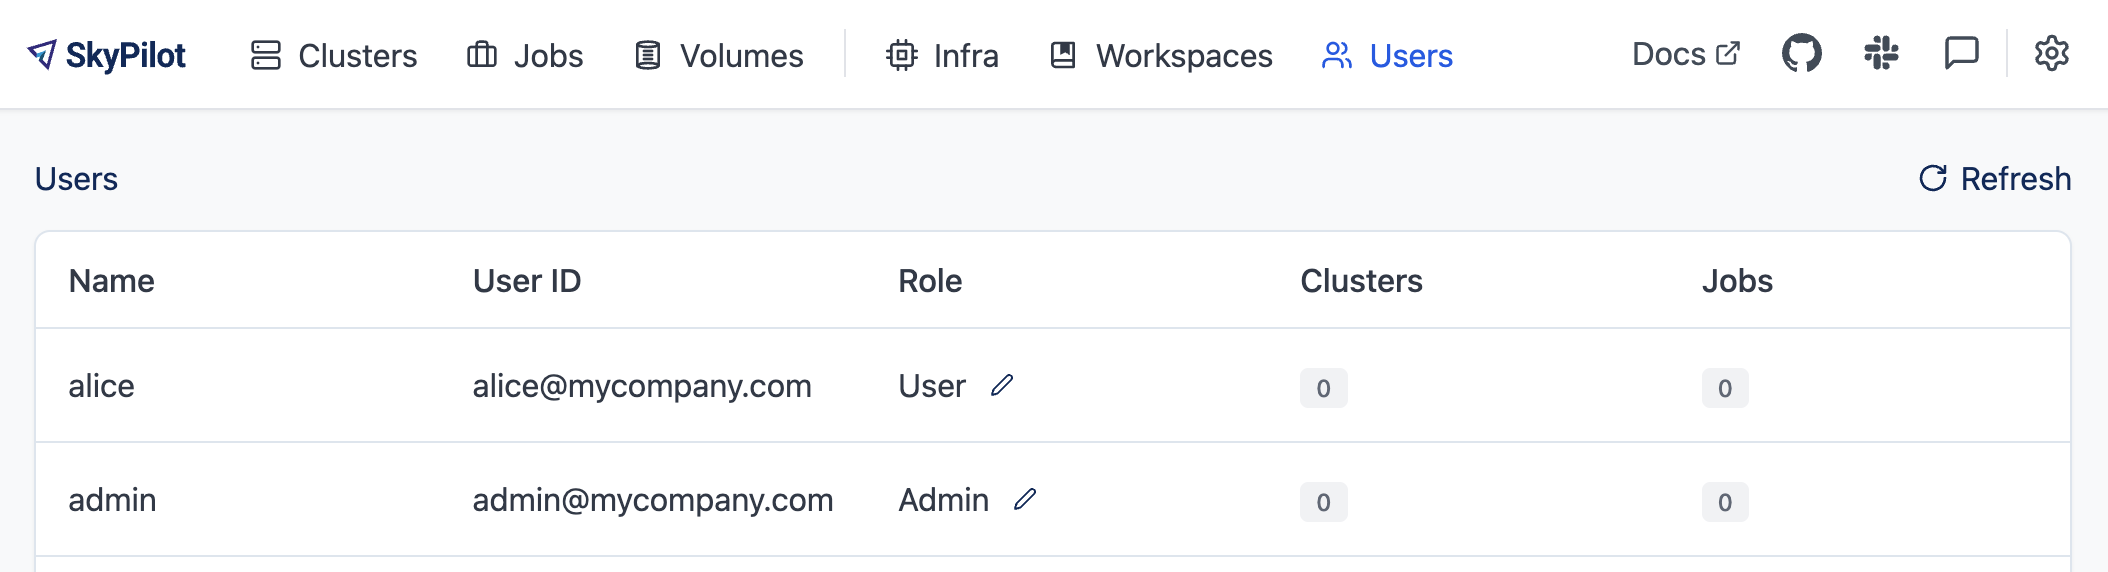 SkyPilot Clusters Jobs Volumes Infra Workspaces Users Docs
Users Refresh
Name User ID Role Clusters Jobs
alice alice@mycompany.com User 0 0
admin admin@mycompany.com Admin 0 0